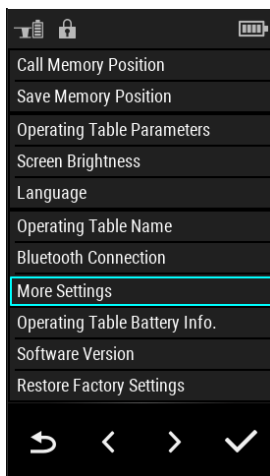 Call Memory Position
Save Memory Position
Operating Table Parameters
Screen Brightness
Language
Operating Table Name
Bluetooth Connection
More Settings
Operating Table Battery Info.
Software Version
Restore Factory Settings